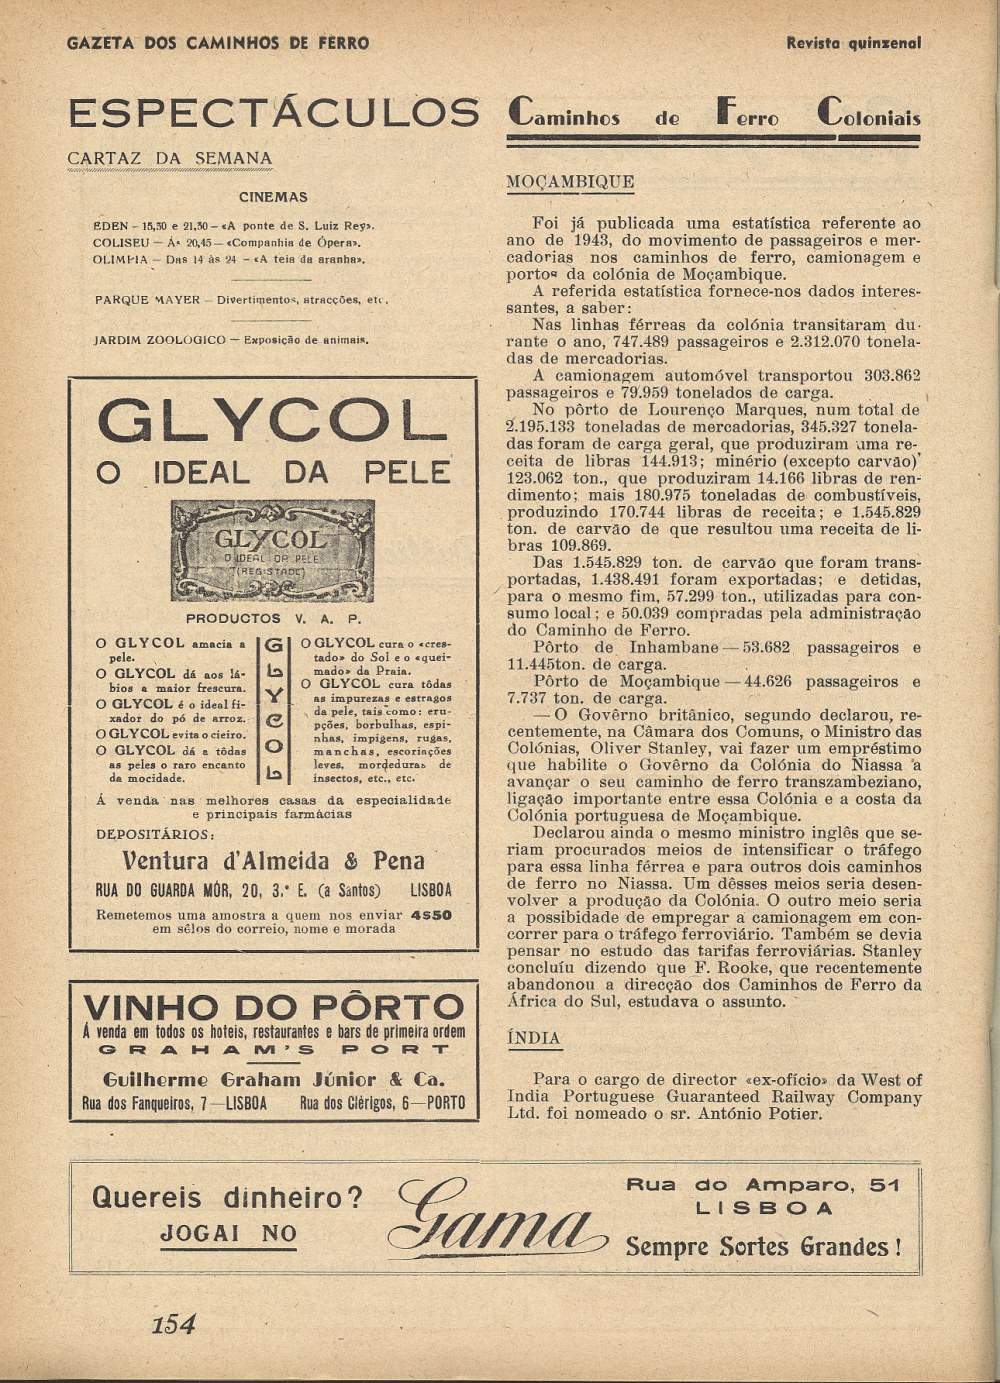 GAZETA DOS CAMINHOS DE FERRO
Revista quinzenal
ESPECTÁCULOS
CARTAZ DA SEMANA
CINEMAS
EDEN — 15,30 e 21,30 — «A ponte de S. Luiz Rey».
COLISEU — Ás 20,45 — «Companhia de Ópera».
OLIMPIA — Das 14 às 24 — «A teia da aranha».
PARQUE MAYER — Divertimentos, atracções, etc.
JARDIM ZOOLOGICO — Exposição de animais.
GLYCOL
O IDEAL DA PELE
GLYCOL
O IDEAL DA PELE
(REGISTADO)
PRODUCTOS V. A. P.
O GLYCOL amacia a
pele.
O GLYCOL dá aos lá-
bios a maior frescura.
O GLYCOL é o ideal fi-
xador do pó de arroz.
O GLYCOL evita o cieiro.
O GLYCOL dá a tôdas
as peles o raro encanto
da mocidade.
GLYCOL
O GLYCOL cura o «cres-
tado» do Sol e o «quei-
mado» da Praia.
O GLYCOL cura tôdas
as impurezas e estragos
da pele, tais como: eru-
pções, borbulhas, espi-
nhas, impigens, rugas,
manchas, escoriações
leves, mordeduras de
insectos, etc., etc.
Á venda nas melhores casas da especialidade
e principais farmácias
DEPOSITÁRIOS:
Ventura d'Almeida & Pena
RUA DO GUARDA MÓR, 20, 3.º E. (a Santos) LISBOA
Remetemos uma amostra a quem nos enviar 4$50
em sêlos do correio, nome e morada
VINHO DO PÔRTO
Á venda em todos os hoteis, restaurantes e bars de primeira ordem
GRAHAM'S PORT
Guilherme Graham Júnior & Ca.
Rua dos Fanqueiros, 7—LISBOA Rua dos Clérigos, 6—PORTO
Caminhos de Ferro Coloniais
MOÇAMBIQUE
Foi já publicada uma estatística referente ao
ano de 1943, do movimento de passageiros e mer-
cadorias nos caminhos de ferro, camionagem e
portos da colónia de Moçambique.
A referida estatística fornece-nos dados interes-
santes, a saber:
Nas linhas férreas da colónia transitaram du-
rante o ano, 747.489 passageiros e 2.312.070 tonela-
das de mercadorias.
A camionagem automóvel transportou 303.862
passageiros e 79.959 tonelados de carga.
No pôrto de Lourenço Marques, num total de
2.195.133 toneladas de mercadorias, 345.327 tonela-
das foram de carga geral, que produziram uma re-
ceita de libras 144.913; minério (excepto carvão)
123.062 ton., que produziram 14.166 libras de ren-
dimento; mais 180.975 toneladas de combustíveis,
produzindo 170.744 libras de receita; e 1.545.829
ton. de carvão de que resultou uma receita de li-
bras 109.869.
Das 1.545.829 ton. de carvão que foram trans-
portadas, 1.438.491 foram exportadas; e detidas,
para o mesmo fim, 57.299 ton., utilizadas para con-
sumo local; e 50.039 compradas pela administração
do Caminho de Ferro.
Pôrto de Inhambane — 53.682 passageiros e
11.445ton. de carga.
Pôrto de Moçambique — 44.626 passageiros e
7.737 ton. de carga.
— O Govêrno britânico, segundo declarou, re-
centemente, na Câmara dos Comuns, o Ministro das
Colónias, Oliver Stanley, vai fazer um empréstimo
que habilite o Govêrno da Colónia do Niassa a
avançar o seu caminho de ferro transzambeziano,
ligação importante entre essa Colónia e a costa da
Colónia portuguesa de Moçambique.
Declarou ainda o mesmo ministro inglês que se-
riam procurados meios de intensificar o tráfego
para essa linha férrea e para outros dois caminhos
de ferro no Niassa. Um dêsses meios seria desen-
volver a produção da Colónia. O outro meio seria
a possibidade de empregar a camionagem em con-
correr para o tráfego ferroviário. Também se devia
pensar no estudo das tarifas ferroviárias. Stanley
concluíu dizendo que F. Rooke, que recentemente
abandonou a direcção dos Caminhos de Ferro da
África do Sul, estudava o assunto.
ÍNDIA
Para o cargo de director «ex-ofício» da West of
India Portuguese Guaranteed Railway Company
Ltd. foi nomeado o sr. António Potier.
Quereis dinheiro?
JOGAI NO
Gama
Rua do Amparo, 51
LISBOA
Sempre Sortes Grandes!
154